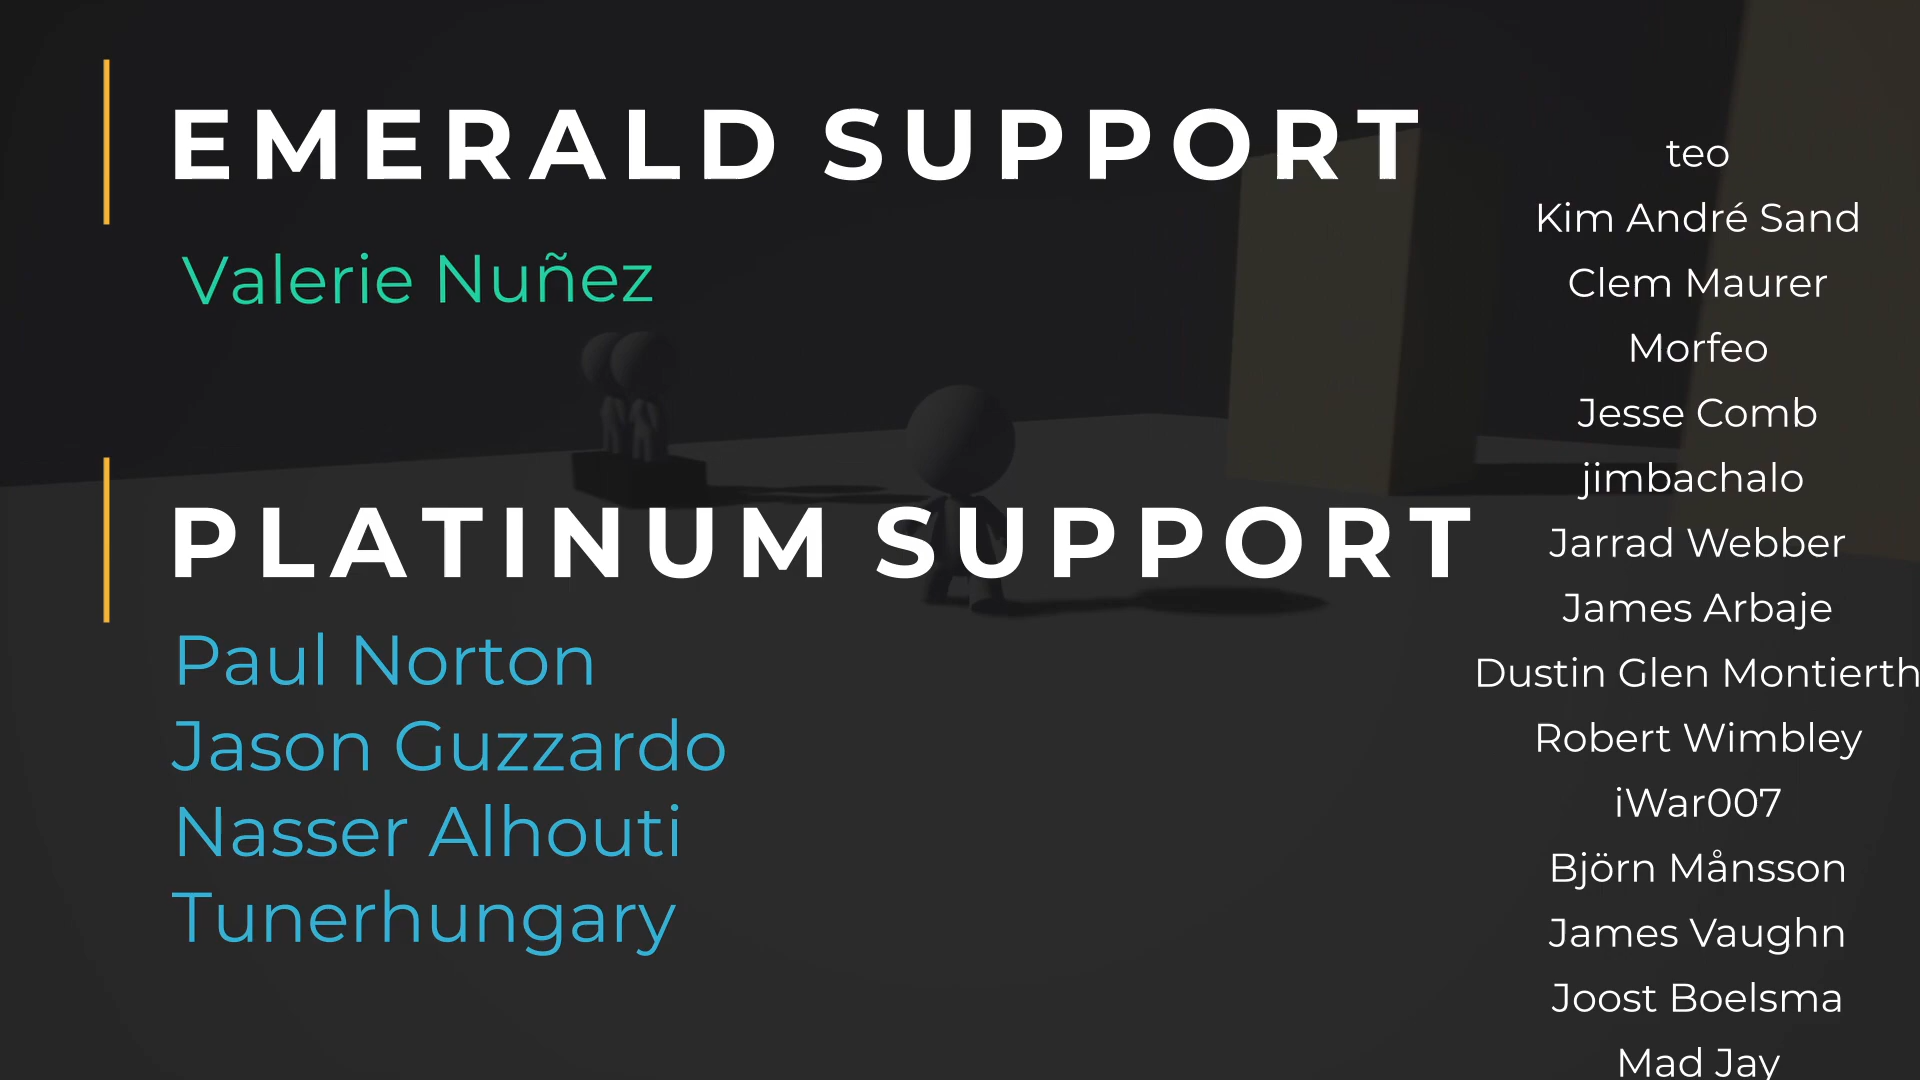 EMERALD SUPPORT
Valerie Nuñez
PLATINUM SUPPORT
Paul Norton
Jason Guzzardo
Nasser Alhouti
Tunerhungary
teo
Kim André Sand
Clem Maurer
Morfeo
Jesse Comb
jimbachalo
Jarrad Webber
James Arbaje
Dustin Glen Montierth
Robert Wimbley
iWar007
Björn Månsson
James Vaughn
Joost Boelsma
Mad Jay